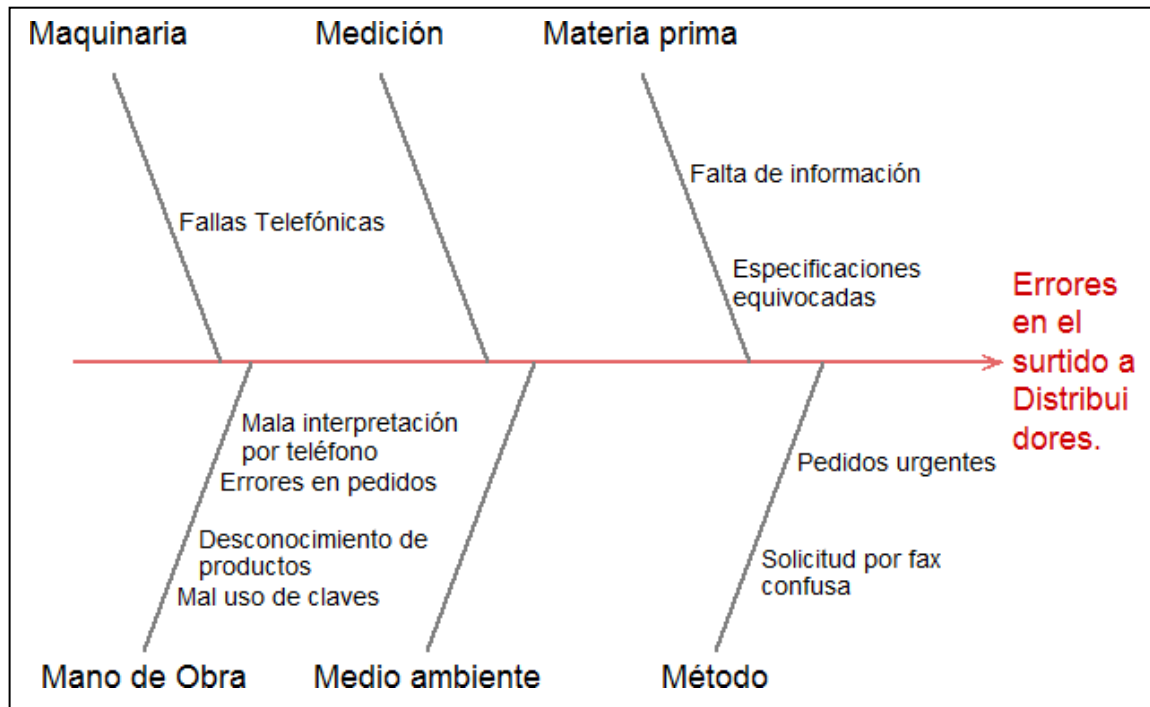 Maquinaria
Medición
Materia prima
Falta de información
Fallas Telefónicas
Especificaciones
equivocadas
Errores
en el
surtido a
Distribui
dores.
Mala interpretación
por teléfono
Errores en pedidos
Desconocimiento de
productos
Mal uso de claves
Pedidos urgentes
Solicitud por fax
confusa
Mano de Obra
Medio ambiente
Método